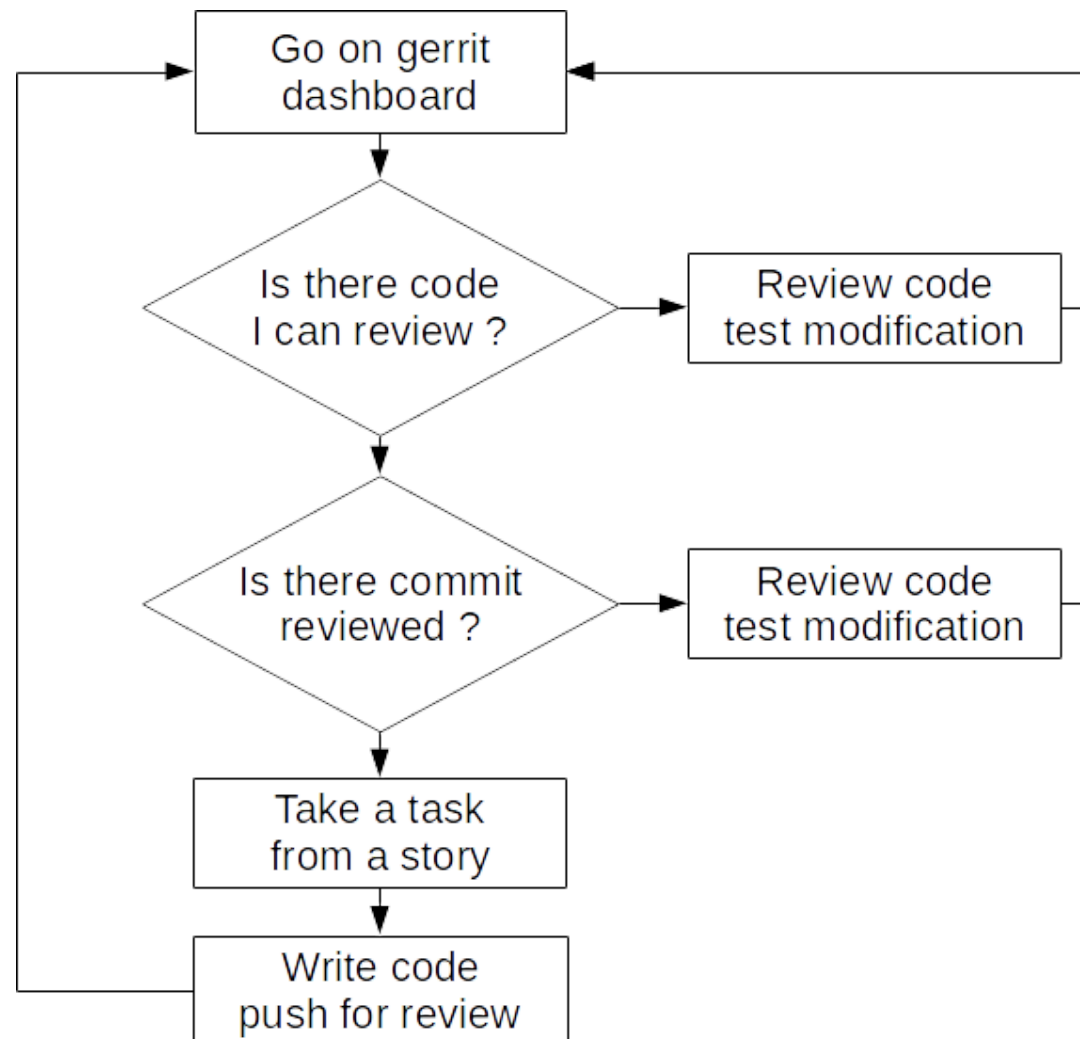 Go on gerrit
dashboard
Is there code
I can review ?
Review code
test modification
Is there commit
reviewed ?
Review code
test modification
Take a task
from a story
Write code
push for review